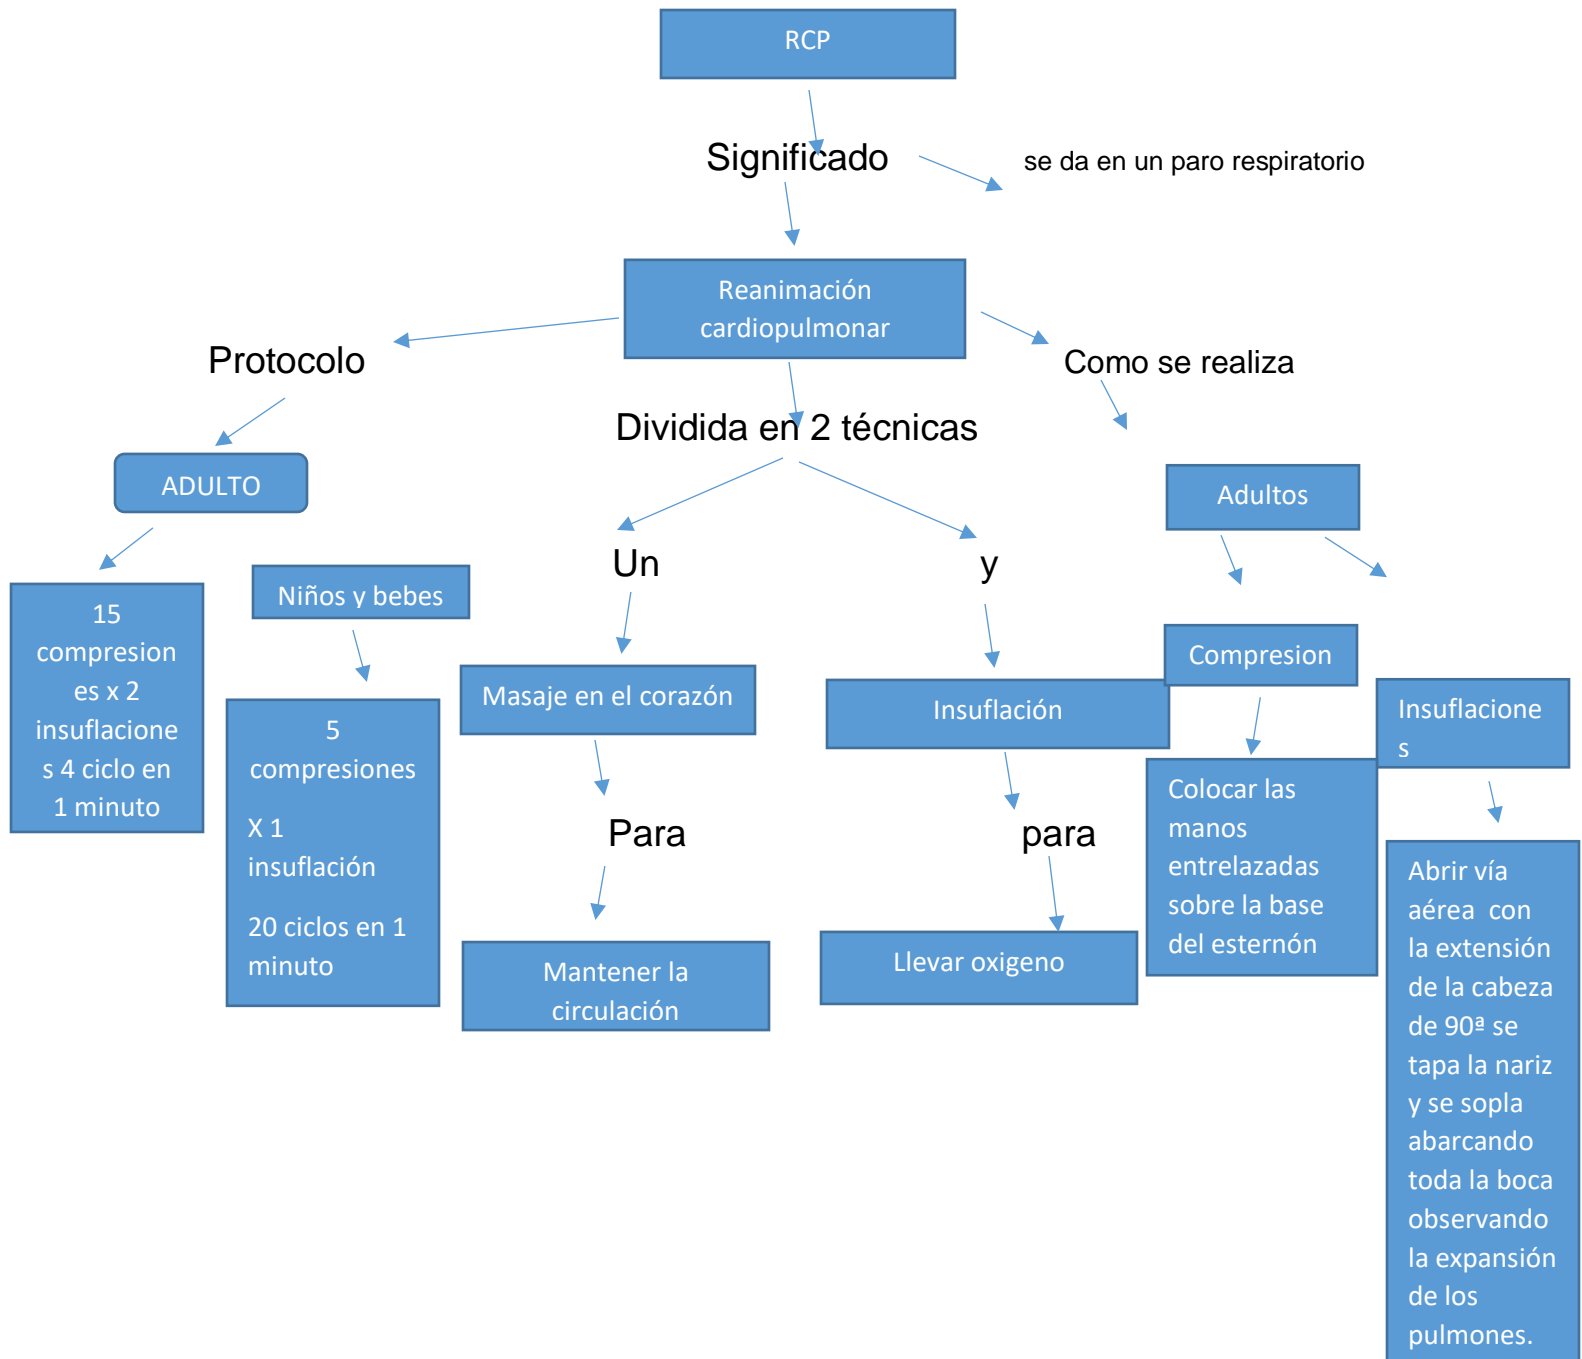 RCP
Significado
se da en un paro respiratorio
Reanimación
cardiopulmonar
Protocolo
Como se realiza
Dividida en 2 técnicas
ADULTO
Adultos
Un
y
15
compresion
es x 2
insuflacione
s 4 ciclo en
1 minuto
Niños y bebes
5
compresiones
X 1
insuflación
20 ciclos en 1
minuto
Masaje en el corazón
Para
Mantener la
circulación
Insuflación
para
Llevar oxigeno
Compresion
Colocar las
manos
entrelazadas
sobre la base
del esternón
Insuflacione
s
Abrir vía
aérea  con
la extensión
de la cabeza
de 90ª se
tapa la nariz
y se sopla
abarcando
toda la boca
observando
la expansión
de los
pulmones.